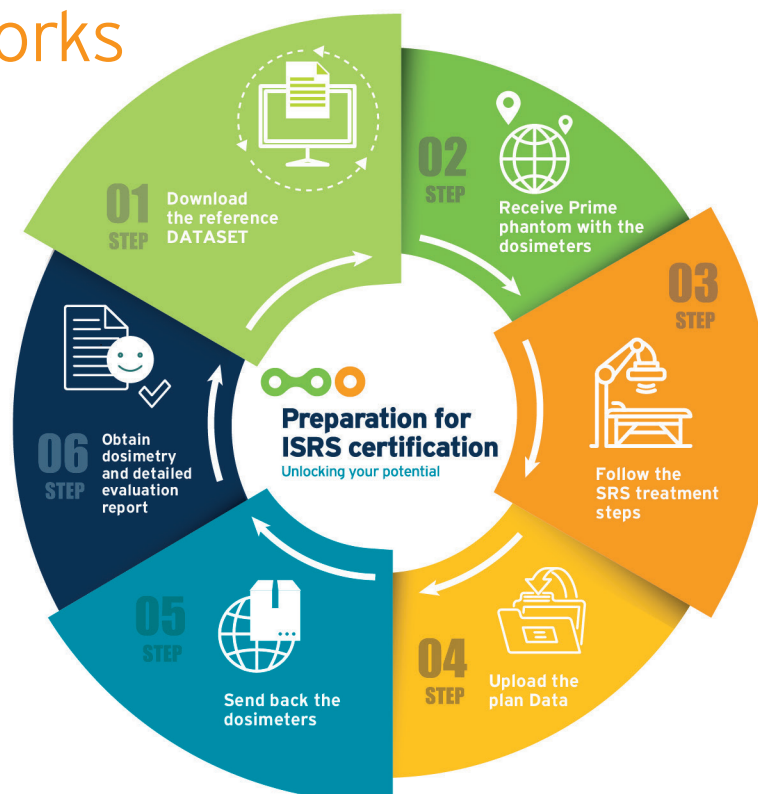 orks
01
STEP
Download
the reference
DATASET
02
STEP
Receive Prime
phantom with the
dosimeters
03
STEP
Follow the
SRS treatment
steps
04
STEP
Upload the
plan Data
05
STEP
Send back the
dosimeters
06
STEP
Obtain
dosimetry
and detailed
evaluation
report
Preparation for
ISRS certification
Unlocking your potential